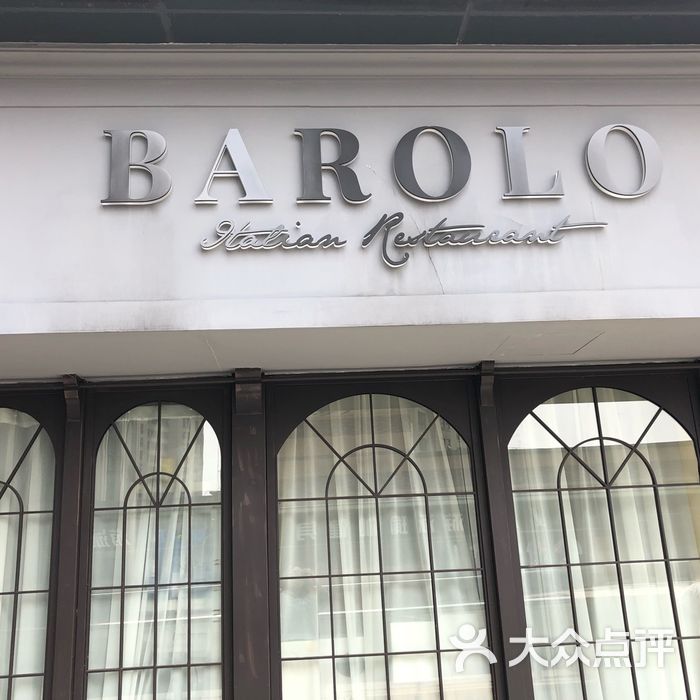 BAROLO
Italian Restaurant
大众点评